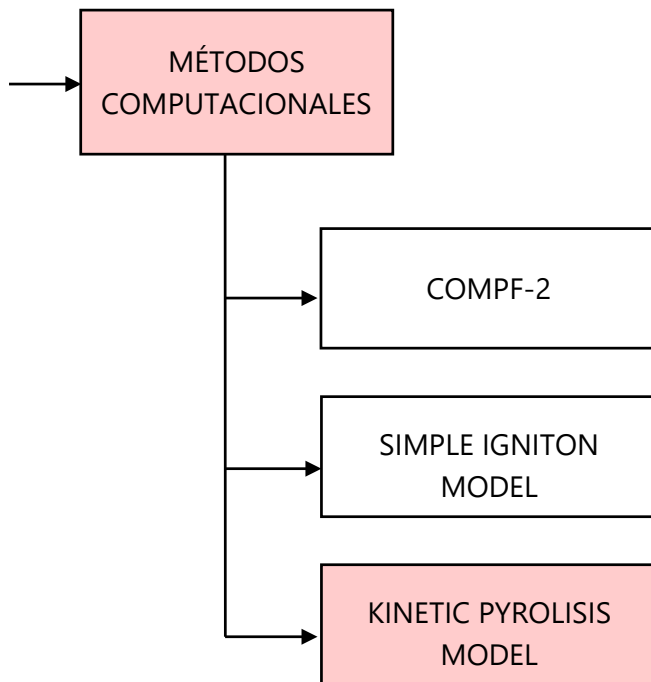 MÉTODOS
COMPUTACIONALES
COMPF-2
SIMPLE IGNITON
MODEL
KINETIC PYROLISIS
MODEL